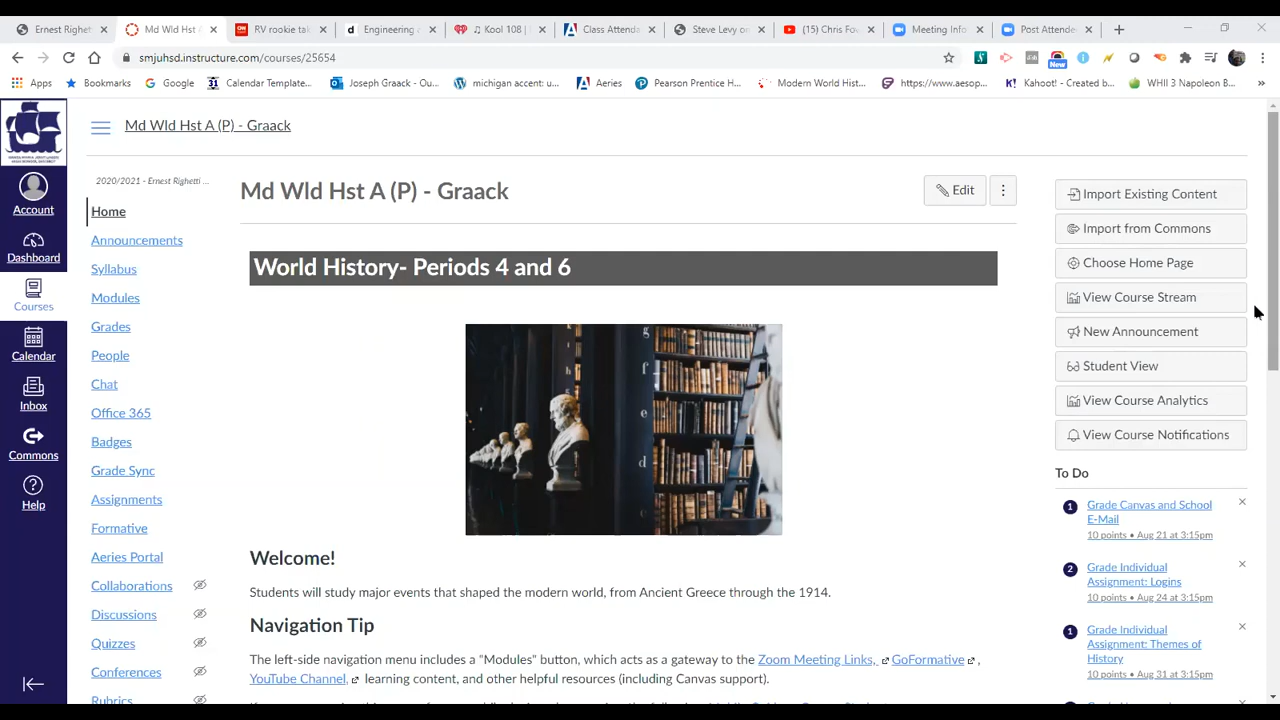 Ernest Righe
Md Wld Hst A
RV rookie tak
Engineering
Kool 108 |
Class Attenda
Steve Levy on
(15) Chris Fow
Meeting Info
Post Attende
smjuhsd.instructure.com/courses/25654
New
Apps
Bookmarks
Google
31
Calendar Template...
Joseph Graack - Ou...
michigan accent : u...
Aeries
Pearson Prentice H...
Modern World Hist...
https://www.aesop...
Kahoot! - Created b...
WHII 3 Napoleon B...
Md Wld Hst A (P) - Graack
Account
Dashboard
Courses
Calendar
Inbox
Commons
Help
2020/2021 - Ernest Righetti ...
Home
Announcements
Syllabus
Modules
Grades
People
Chat
Office 365
Badges
Grade Sync
Assignments
Formative
Aeries Portal
Collaborations
Discussions
Quizzes
Conferences
Rubrics
Md Wld Hst A (P) - Graack
Edit
World History- Periods 4 and 6
g
f
e
d
Welcome!
Students will study major events that shaped the modern world, from Ancient Greece through the 1914.
Navigation Tip
The left-side navigation menu includes a "Modules" button, which acts as a gateway to the Zoom Meeting Links, GoFormative ,
YouTube Channel, learning content, and other helpful resources (including Canvas support).
Import Existing Content
Import from Commons
Choose Home Page
View Course Stream
New Announcement
Student View
View Course Analytics
View Course Notifications
To Do
1
Grade Canvas and School
E-Mail
10 points • Aug 21 at 3:15pm
2
Grade Individual
Assignment: Logins
10 points • Aug 24 at 3:15pm
1
Grade Individual
Assignment: Themes of
History
10 points • Aug 31 at 3:15pm